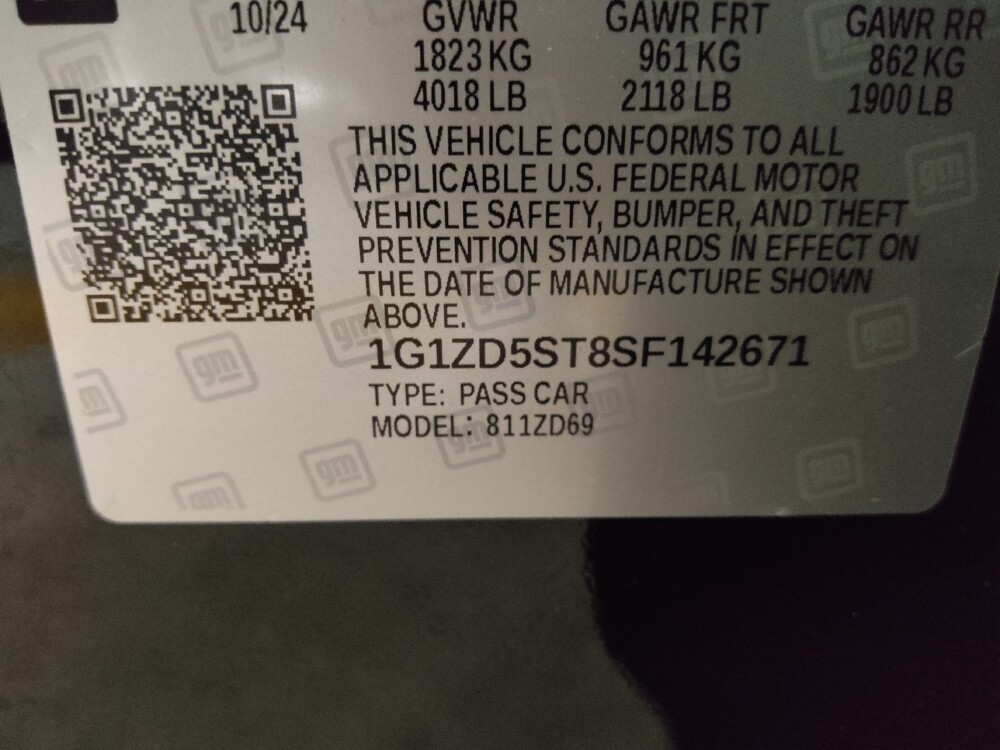 10/24 GVWR GAWR FRT GAWR RR
1823 KG 961 KG 862 KG
4018 LB 2118 LB 1900 LB
THIS VEHICLE CONFORMS TO ALL
APPLICABLE U.S. FEDERAL MOTOR
VEHICLE SAFETY, BUMPER, AND THEFT
PREVENTION STANDARDS IN EFFECT ON
THE DATE OF MANUFACTURE SHOWN
ABOVE.
1G1ZD5ST8SF142671
TYPE: PASS CAR
MODEL: 811ZD69
gm